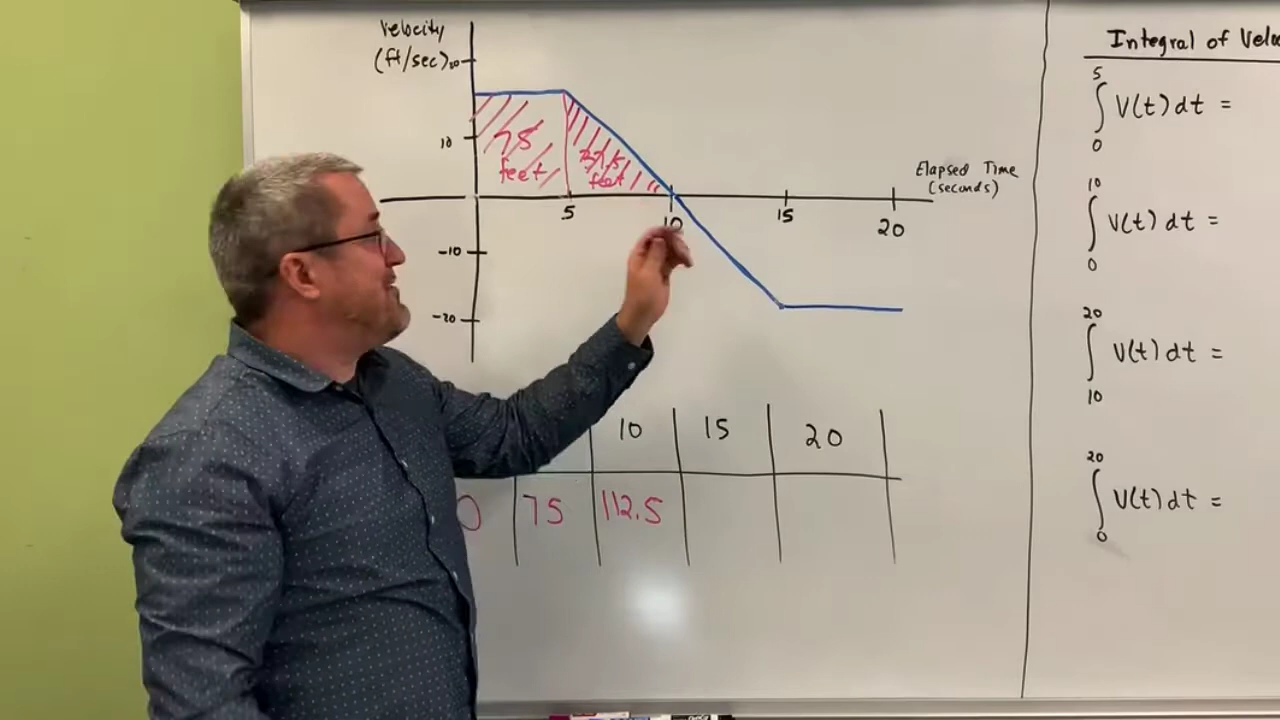 Velocity
(ft/sec)
20
10
-10
-20
75
feet
37.5
feet
5
10
15
20
Elapsed Time
(seconds)
10
15
20
0
75
112.5
Integral of
5
∫ V(t) dt =
0
10
∫ V(t) dt =
0
20
∫ V(t) dt =
10
20
∫ V(t) dt =
0